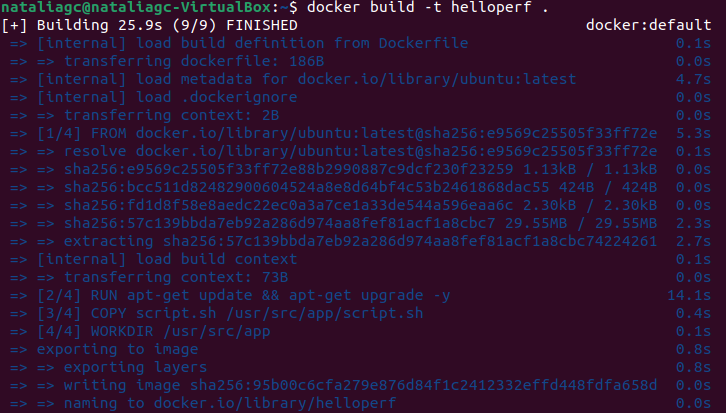 nataliagc@nataliagc-VirtualBox:~$ docker build -t helloperf .
[+] Building 25.9s (9/9) FINISHED docker:default
=> [internal] load build definition from Dockerfile 0.1s
=> => transferring dockerfile: 186B 0.0s
=> [internal] load metadata for docker.io/library/ubuntu:latest 4.7s
=> [internal] load .dockerignore 0.0s
=> => transferring context: 2B 0.0s
=> [1/4] FROM docker.io/library/ubuntu:latest@sha256:e9569c25505f33ff72e 5.3s
=> => resolve docker.io/library/ubuntu:latest@sha256:e9569c25505f33ff72e 0.1s
=> => sha256:e9569c25505f33ff72e88b2990887c9dcf230f23259 1.13kB / 1.13kB 0.0s
=> => sha256:bcc511d82482900604524a8e8d64bf4c53b2461868dac55 424B / 424B 0.0s
=> => sha256:fd1d8f58e8aedc22ec0a3a7ce1a33de544a596eaa6c 2.30kB / 2.30kB 0.0s
=> => sha256:57c139bbda7eb92a286d974aa8fef81acf1a8cbc7 29.55MB / 29.55MB 2.3s
=> => extracting sha256:57c139bbda7eb92a286d974aa8fef81acf1a8cbc74224261 2.7s
=> [internal] load build context 0.1s
=> => transferring context: 73B 0.0s
=> [2/4] RUN apt-get update && apt-get upgrade -y 14.1s
=> [3/4] COPY script.sh /usr/src/app/script.sh 0.4s
=> [4/4] WORKDIR /usr/src/app 0.1s
=> exporting to image 0.8s
=> => exporting layers 0.8s
=> => writing image sha256:95b00c6cfa279e876d84f1c2412332effd448fdfa658d 0.0s
=> => naming to docker.io/library/helloperf 0.0s